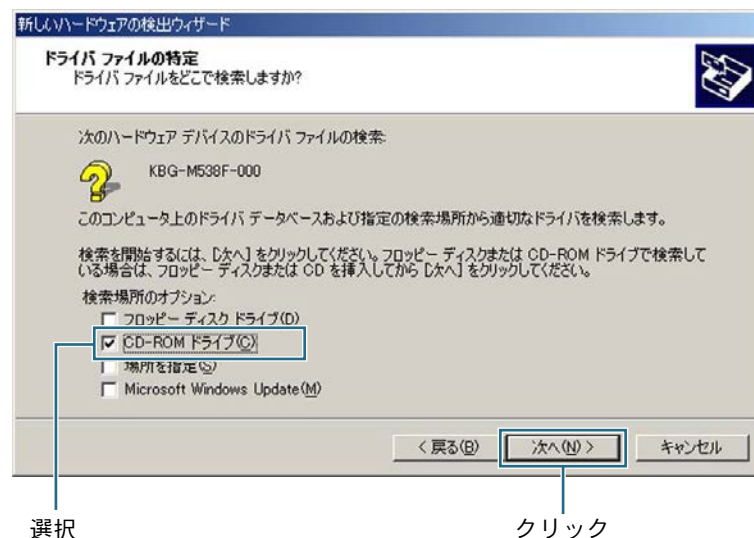 新しいハードウェアの検出ウィザード
ドライバ ファイルの特定
ドライバ ファイルをどこで検索しますか?
次のハードウェア デバイスのドライバ ファイルの検索:
KBG-M538F-000
このコンピュータ上のドライバ データベースおよび指定の検索場所から適切なドライバを検索します。
検索を開始するには、[次へ] をクリックしてください。フロッピー ディスクまたは CD-ROM ドライブで検索して
いる場合は、フロッピー ディスクまたは CD を挿入してから [次へ] をクリックしてください。
検索場所のオプション:
フロッピー ディスク ドライブ(D)
CD-ROM ドライブ(C)
場所を指定(S)
Microsoft Windows Update(M)
< 戻る(B)
次へ(N) >
キャンセル
選択
クリック